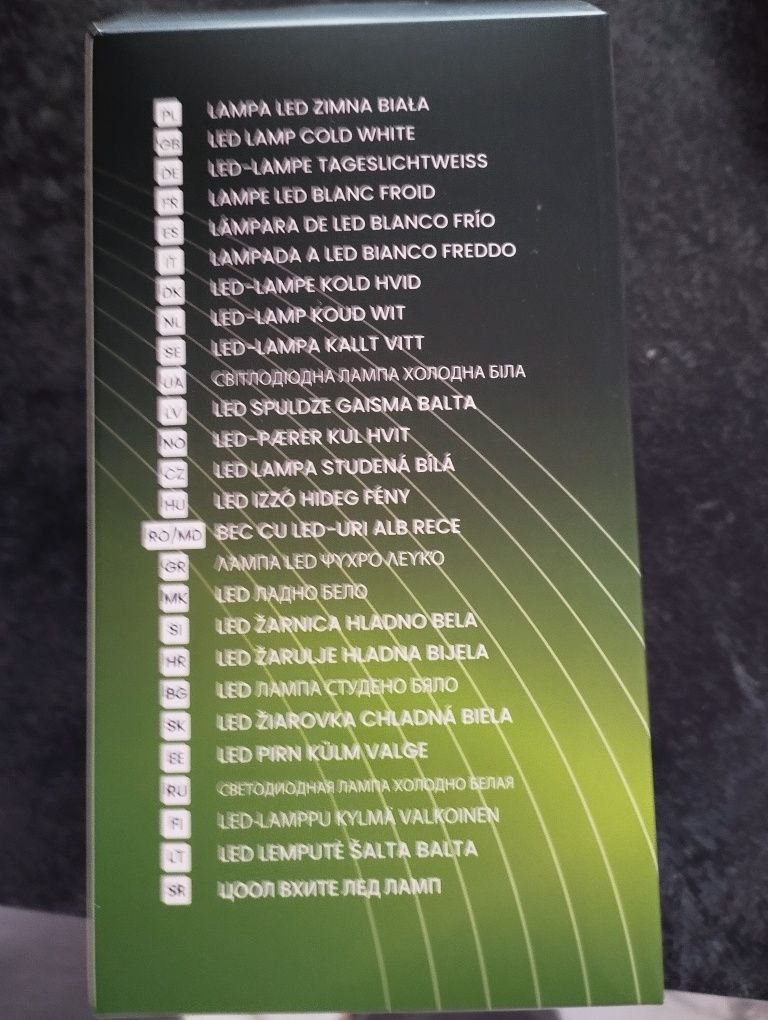 PL LAMPA LED ZIMNA BIAŁA
GB LED LAMP COLD WHITE
DE LED-LAMPE TAGESLICHTWEISS
FR LAMPE LED BLANC FROID
ES LÁMPARA DE LED BLANCO FRÍO
IT LAMPADA A LED BIANCO FREDDO
DK LED-LAMPE KOLD HVID
NL LED-LAMP KOUD WIT
SE LED-LAMPA KALLT VITT
UA СВІТЛОДІОДНА ЛАМПА ХОЛОДНА БІЛА
LV LED SPULDZE GAISMA BALTA
NO LED-PÆRER KUL HVIT
CZ LED LAMPA STUDENÁ BÍLÁ
HU LED IZZÓ HIDEG FÉNY
RO/MD BEC CU LED-URI ALB RECE
GR ΛΑΜΠΑ LED ΨΥΧΡΟ ΛΕΥΚΟ
MK LED ЛАДНО БЕЛО
SI LED ŽARNICA HLADNO BELA
HR LED ŽARULJE HLADNA BIJELA
BG LED ЛАМПА СТУДЕНО БЯЛО
SK LED ŽIAROVKA CHLADNÁ BIELA
EE LED PIRN KÜLM VALGE
RU СВЕТОДИОДНАЯ ЛАМПА ХОЛОДНО БЕЛАЯ
FI LED-LAMPPU KYLMÄ VALKOINEN
LT LED LEMPUTĖ ŠALTA BALTA
SR ЦООЛ ВХИТЕ ЛЕД ЛАМП